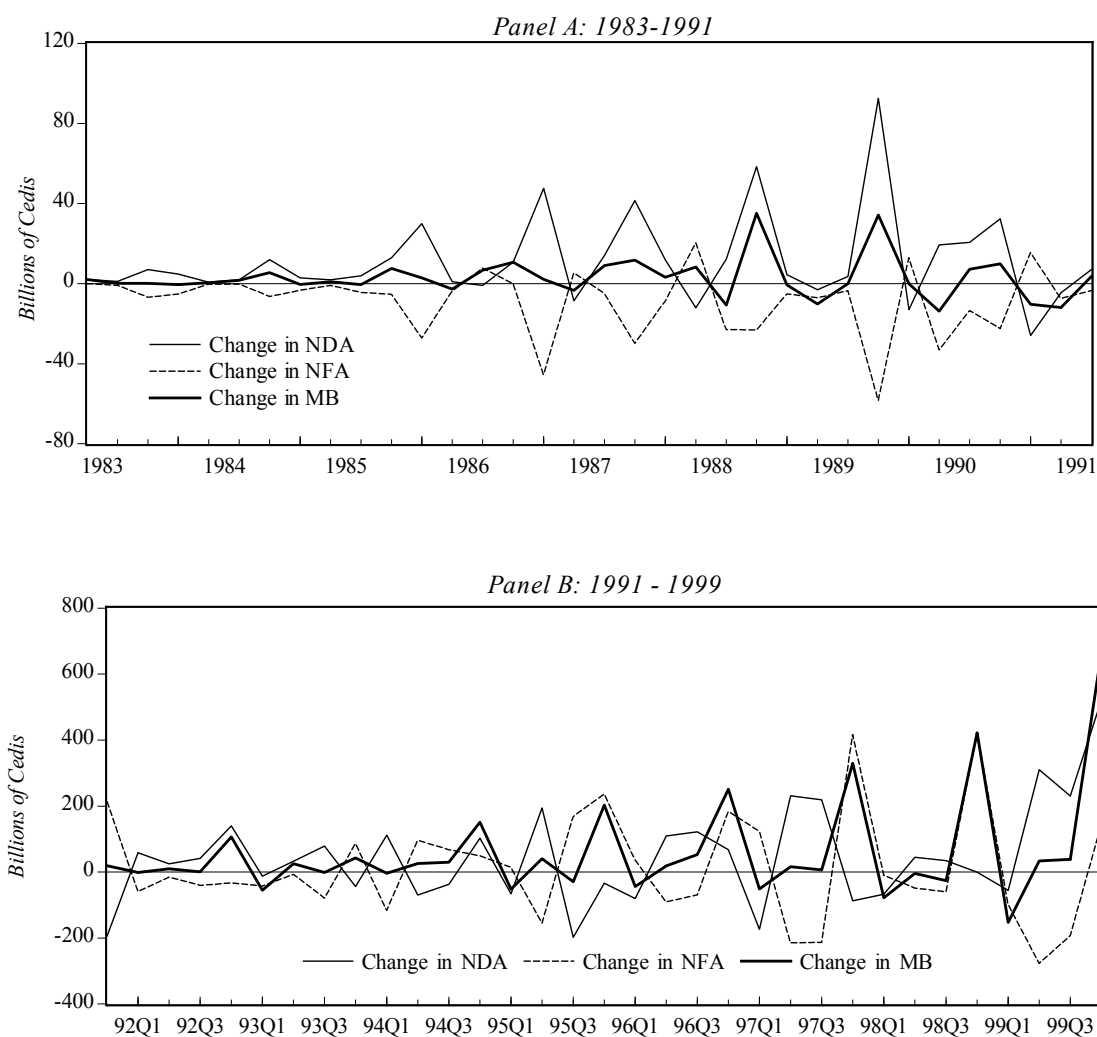 Panel A: 1983-1991
120
80
40
0
-40
-80
Billions of Cedis
Change in NDA
Change in NFA
Change in MB
1983 1984 1985 1986 1987 1988 1989 1990 1991
Panel B: 1991 - 1999
800
600
400
200
0
-200
-400
Billions of Cedis
Change in NDA Change in NFA Change in MB
92Q1 92Q3 93Q1 93Q3 94Q1 94Q3 95Q1 95Q3 96Q1 96Q3 97Q1 97Q3 98Q1 98Q3 99Q1 99Q3